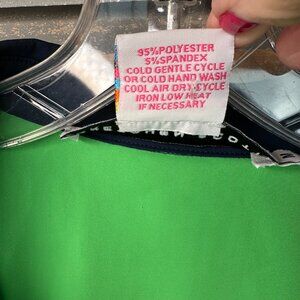 95%POLYESTER
5%SPANDEX
COLD GENTLE CYCLE
OR COLD HAND WASH
COOL AIR DRY CYCLE
IRON LOW HEAT
IF NECESSARY